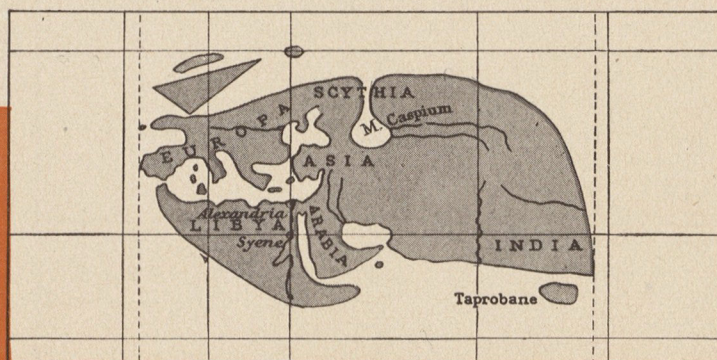 SCYTHIA
EUROPA
M. Caspium
ASIA
Alexandria
LIBYA
ARABIA
Syene
INDIA
Taprobane